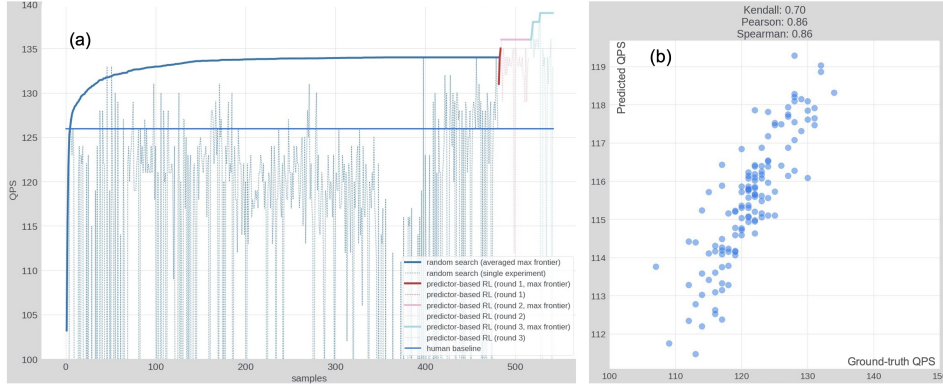 (a)
140
135
130
125
120
115
110
105
100
QPS
0
100
200
300
400
500
samples
random search (averaged max frontier)
random search (single experiment)
predictor-based RL (round 1, max frontier)
predictor-based RL (round 1)
predictor-based RL (round 2, max frontier)
predictor-based RL (round 2)
predictor-based RL (round 3, max frontier)
predictor-based RL (round 3)
human baseline
Kendall: 0.70
Pearson: 0.86
Spearman: 0.86
(b)
Predicted QPS
119
118
117
116
115
114
113
112
Ground-truth QPS
100
110
120
130
140